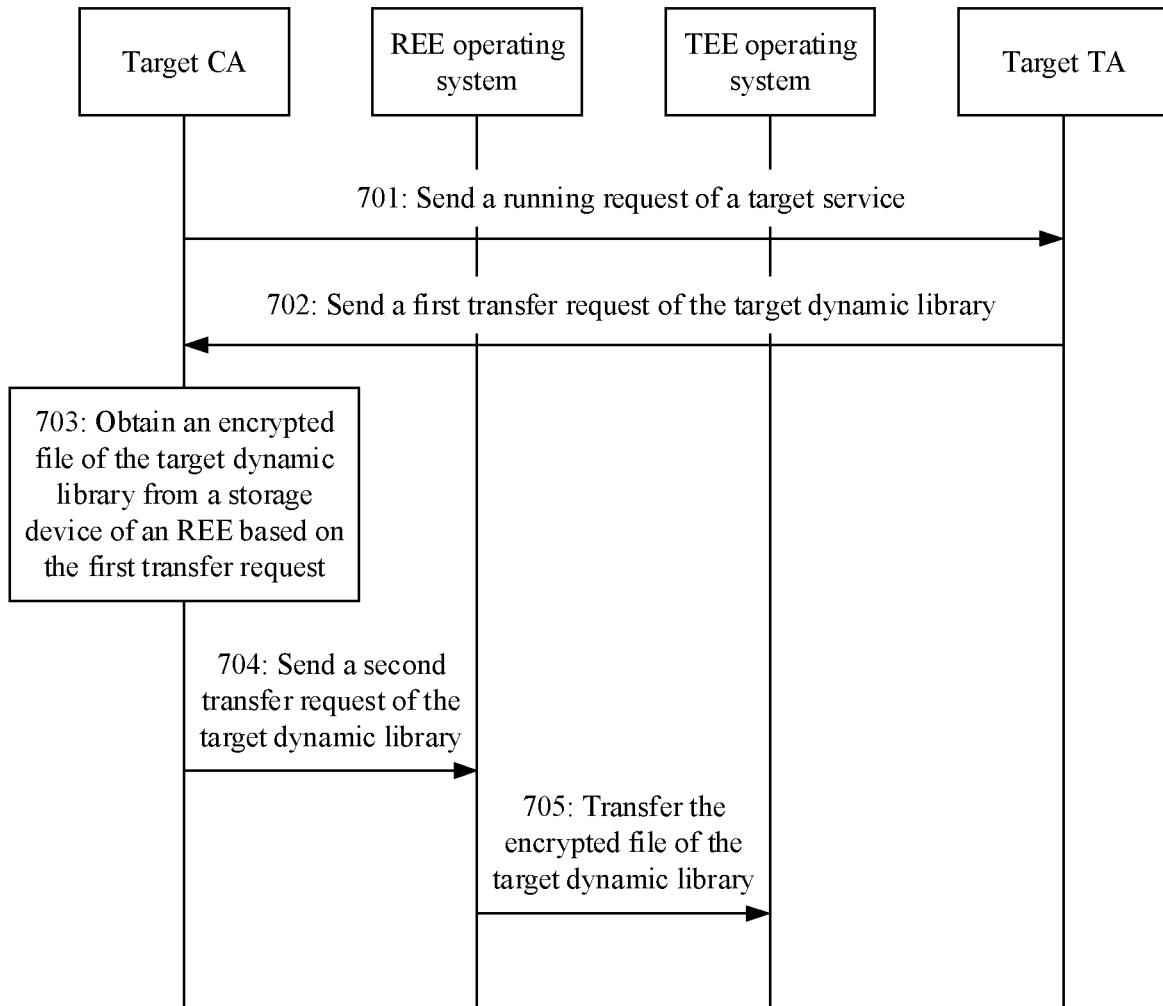 Target CA
REE operating
system
TEE operating
system
Target TA
701: Send a running request of a target service
702: Send a first transfer request of the target dynamic library
703: Obtain an encrypted
file of the target dynamic
library from a storage
device of an REE based on
the first transfer request
704: Send a second
transfer request of the
target dynamic library
705: Transfer the
encrypted file of the
target dynamic library